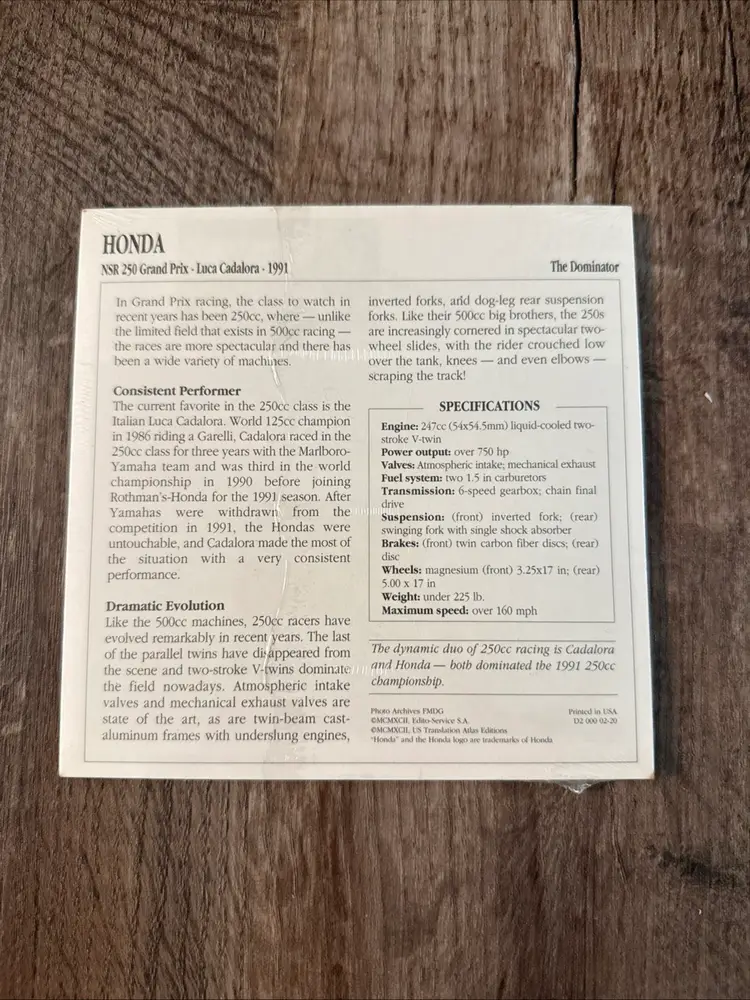 HONDA
NSR 250 Grand Prix - Luca Cadalora - 1991
The Dominator
In Grand Prix racing, the class to watch in
recent years has been 250cc, where — unlike
the limited field that exists in 500cc racing —
the races are more spectacular and there has
been a wide variety of machines.
Consistent Performer
The current favorite in the 250cc class is the
Italian Luca Cadalora. World 125cc champion
in 1986 riding a Garelli, Cadalora raced in the
250cc class for three years with the Marlboro-
Yamaha team and was third in the world
championship in 1990 before joining
Rothman's-Honda for the 1991 season. After
Yamahas were withdrawn from the
competition in 1991, the Hondas were
untouchable, and Cadalora made the most of
the situation with a very consistent
performance.
Dramatic Evolution
Like the 500cc machines, 250cc racers have
evolved remarkably in recent years. The last
of the parallel twins have disappeared from
the scene and two-stroke V-twins dominate
the field nowadays. Atmospheric intake
valves and mechanical exhaust valves are
state of the art, as are twin-beam cast-
aluminum frames with underslung engines,
inverted forks, and dog-leg rear suspension
forks. Like their 500cc big brothers, the 250s
are increasingly cornered in spectacular two-
wheel slides, with the rider crouched low
over the tank, knees — and even elbows —
scraping the track!
SPECIFICATIONS
Engine: 247cc (54x54.5mm) liquid-cooled two-
stroke V-twin
Power output: over 750 hp
Valves: Atmospheric intake; mechanical exhaust
Fuel system: two 1.5 in carburetors
Transmission: 6-speed gearbox; chain final
drive
Suspension: (front) inverted fork; (rear)
swinging fork with single shock absorber
Brakes: (front) twin carbon fiber discs; (rear)
disc
Wheels: magnesium (front) 3.25x17 in; (rear)
5.00 x 17 in
Weight: under 225 lb.
Maximum speed: over 160 mph
The dynamic duo of 250cc racing is Cadalora
and Honda — both dominated the 1991 250cc
championship.
Photo Archives PMDG
©MCMXCII, Edito-Service S.A.
©MCMXCII, US Translation Atlas Editions
"Honda" and the Honda logo are trademarks of Honda
Printed in USA
D2 000 02-20